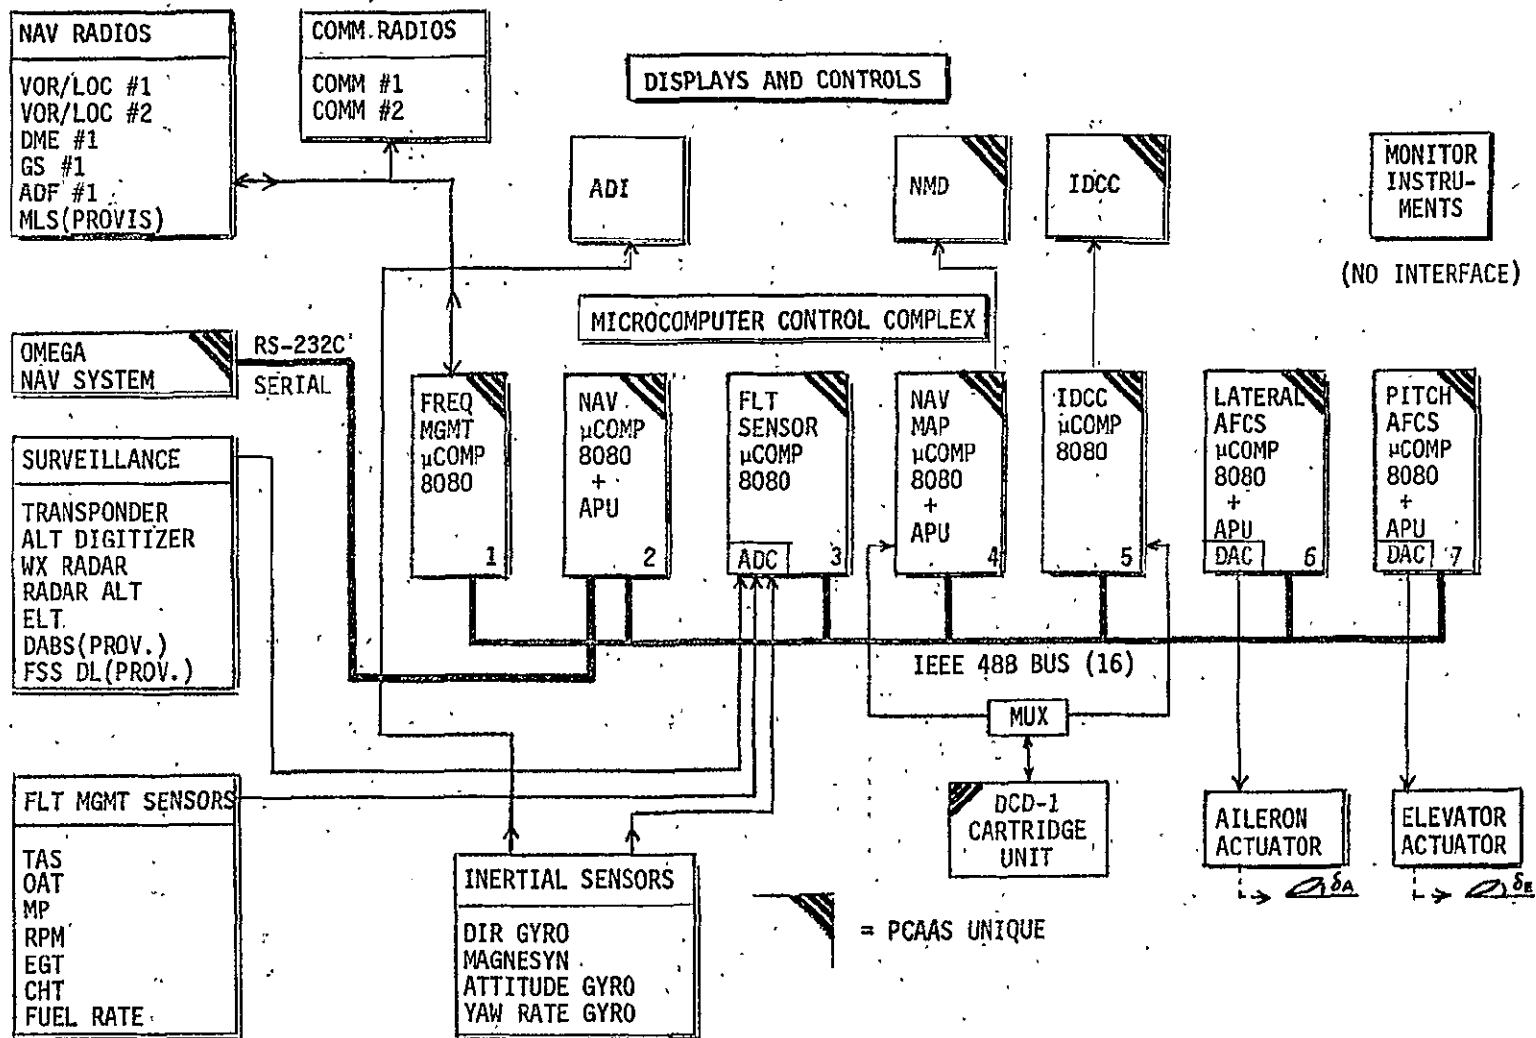 NAV RADIOS
VOR/LOC #1
VOR/LOC #2
DME #1
GS #1
ADF #1
MLS(PROVIS)
COMM.RADIOS
COMM #1
COMM #2
DISPLAYS AND CONTROLS
ADI
NMD
IDCC
MONITOR
INSTRU-
MENTS
(NO INTERFACE)
MICROCOMPUTER CONTROL COMPLEX
OMEGA
NAV SYSTEM
RS-232C
SERIAL
FREQ
MGMT
μCOMP
8080
1
NAV
μCOMP
8080
+
APU
2
FLT
SENSOR
μCOMP
8080
ADC
3
NAV
MAP
μCOMP
8080
+
APU
4
IDCC
μCOMP
8080
5
LATERAL
AFCS
μCOMP
8080
+
APU
DAC
6
PITCH
AFCS
μCOMP
8080
+
APU
DAC
7
SURVEILLANCE
TRANSPONDER
ALT DIGITIZER
WX RADAR
RADAR ALT
ELT
DABS(PROV.)
FSS DL(PROV.)
IEEE 488 BUS (16)
MUX
DCD-1
CARTRIDGE
UNIT
AILERON
ACTUATOR
δA
ELEVATOR
ACTUATOR
δE
FLT MGMT SENSORS
TAS
OAT
MP
RPM
EGT
CHT
FUEL RATE
INERTIAL SENSORS
DIR GYRO
MAGNESYN
ATTITUDE GYRO
YAW RATE GYRO
= PCAAS UNIQUE